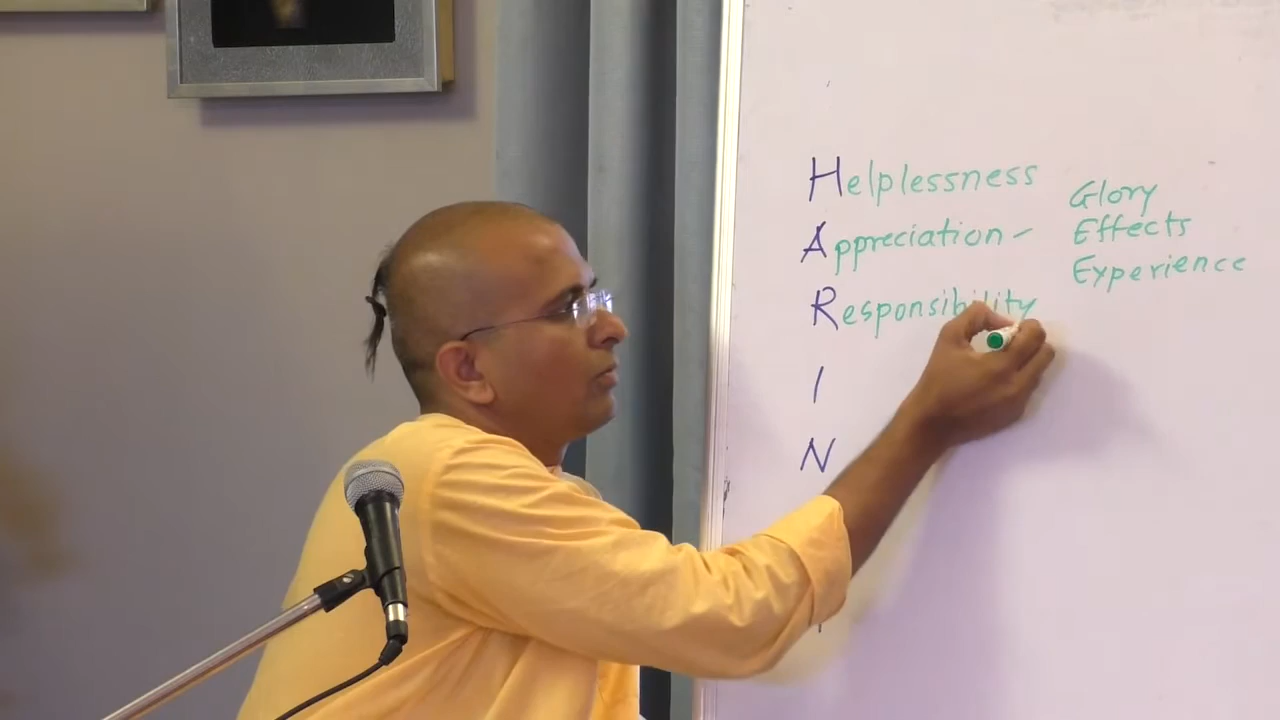 Helplessness
Appreciation - Glory
Effects
Experience
Responsibility
I
N